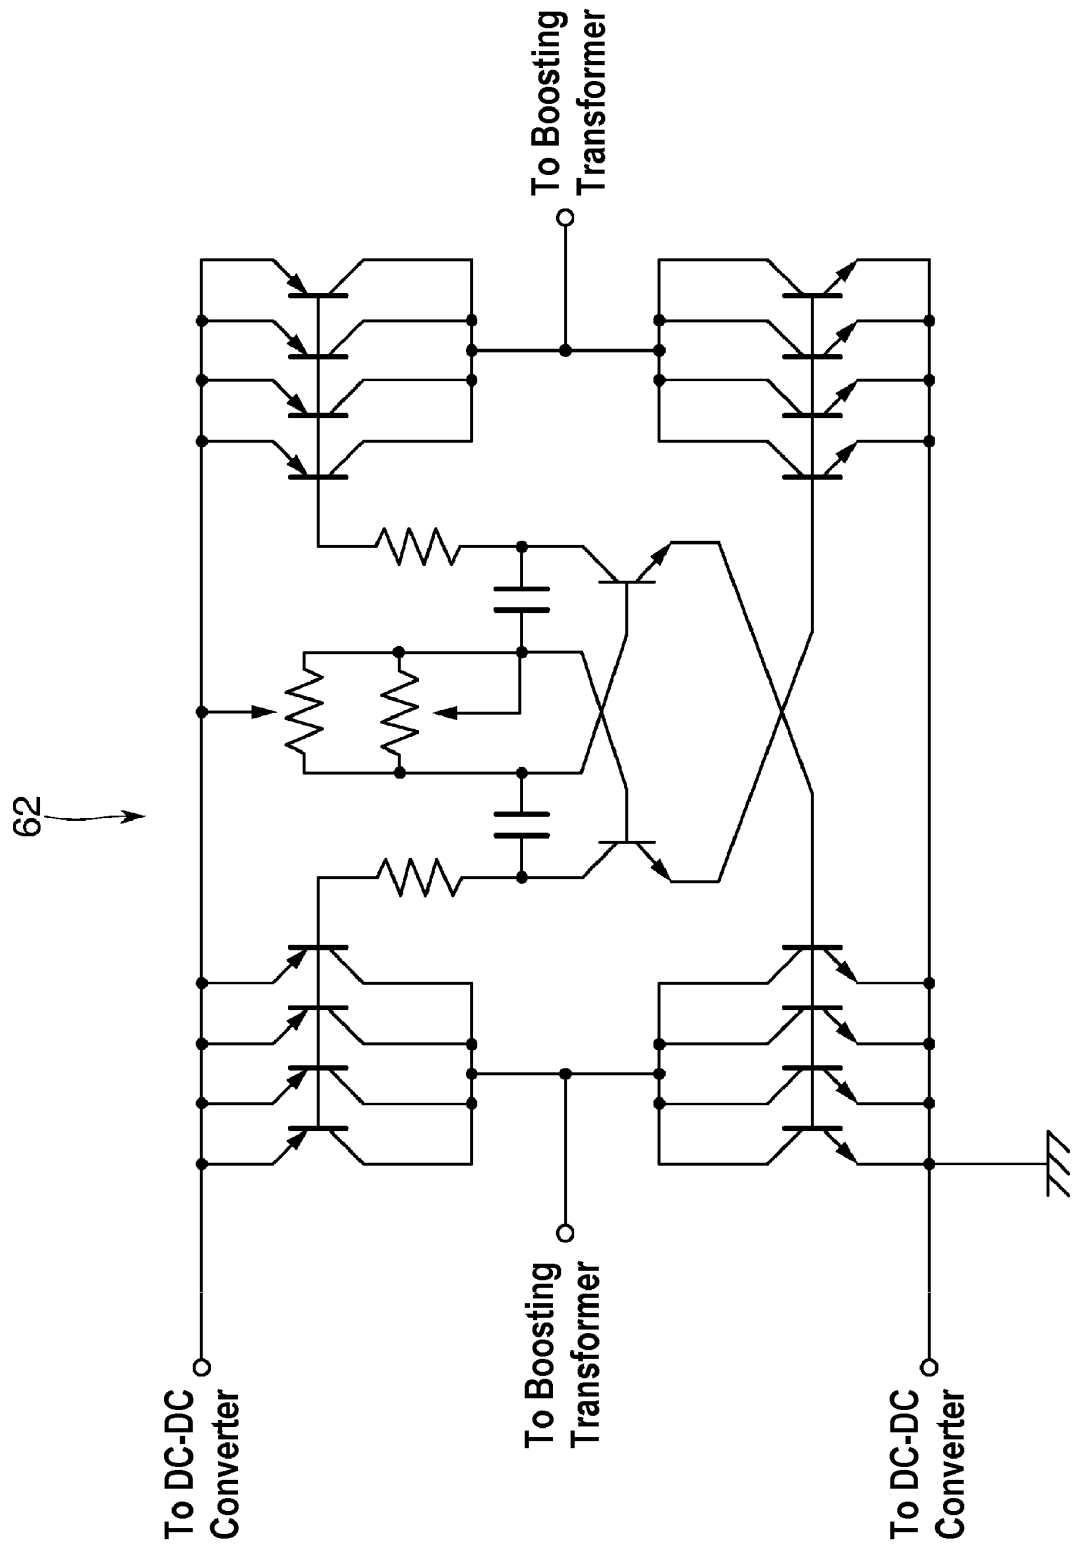 62
To DC-DC
Converter
To Boosting
Transformer
To Boosting
Transformer
To DC-DC
Converter